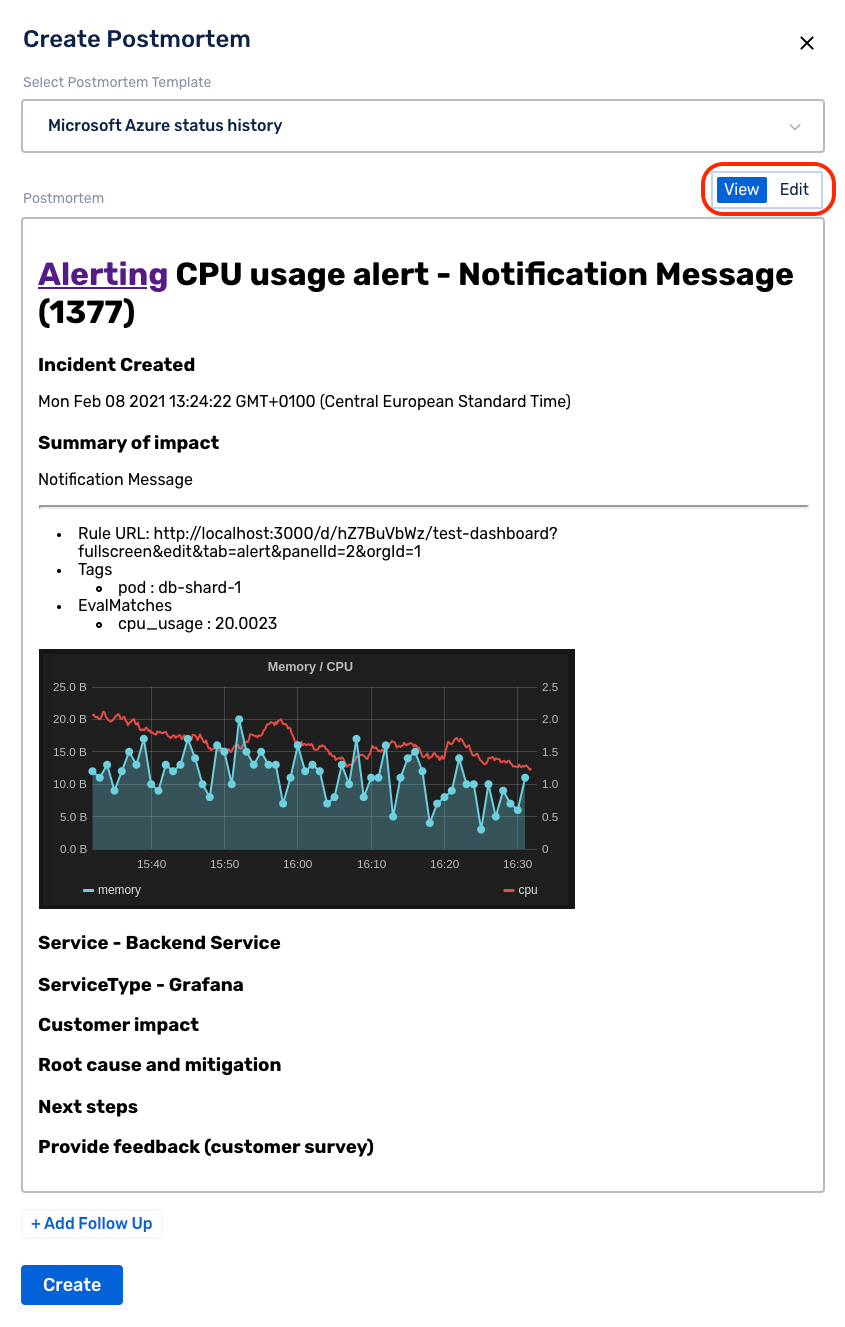 Create Postmortem
Select Postmortem Template
Microsoft Azure status history
View Edit
Postmortem
Alerting CPU usage alert - Notification Message
(1377)
Incident Created
Mon Feb 08 2021 13:24:22 GMT+0100 (Central European Standard Time)
Summary of impact
Notification Message
Rule URL: http://localhost:3000/d/hZ7BuVbWz/test-dashboard?
fullscreen&edit&tab=alert&panelId=2&orgId=1
Tags
pod : db-shard-1
EvalMatches
cpu_usage : 20.0023
Memory / CPU
25.0 B 2.5
20.0 B 2.0
15.0 B 1.5
10.0 B 1.0
5.0 B 0.5
0.0 B 0
15:40 15:50 16:00 16:10 16:20 16:30
memory cpu
Service - Backend Service
ServiceType - Grafana
Customer impact
Root cause and mitigation
Next steps
Provide feedback (customer survey)
+ Add Follow Up
Create